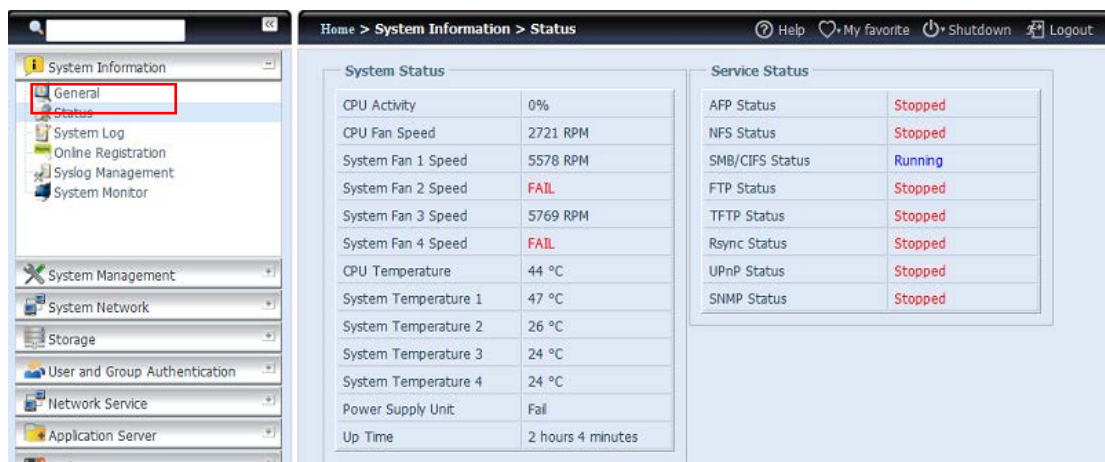 Home > System Information > Status
Help My favorite Shutdown Logout
System Information
General
Status
System Log
Online Registration
Syslog Management
System Monitor
System Management
System Network
Storage
User and Group Authentication
Network Service
Application Server
System Status
CPU Activity 0%
CPU Fan Speed 2721 RPM
System Fan 1 Speed 5578 RPM
System Fan 2 Speed FAIL
System Fan 3 Speed 5769 RPM
System Fan 4 Speed FAIL
CPU Temperature 44 °C
System Temperature 1 47 °C
System Temperature 2 26 °C
System Temperature 3 24 °C
System Temperature 4 24 °C
Power Supply Unit Fail
Up Time 2 hours 4 minutes
Service Status
AFP Status Stopped
NFS Status Stopped
SMB/CIFS Status Running
FTP Status Stopped
TFTP Status Stopped
Rsync Status Stopped
UPnP Status Stopped
SNMP Status Stopped